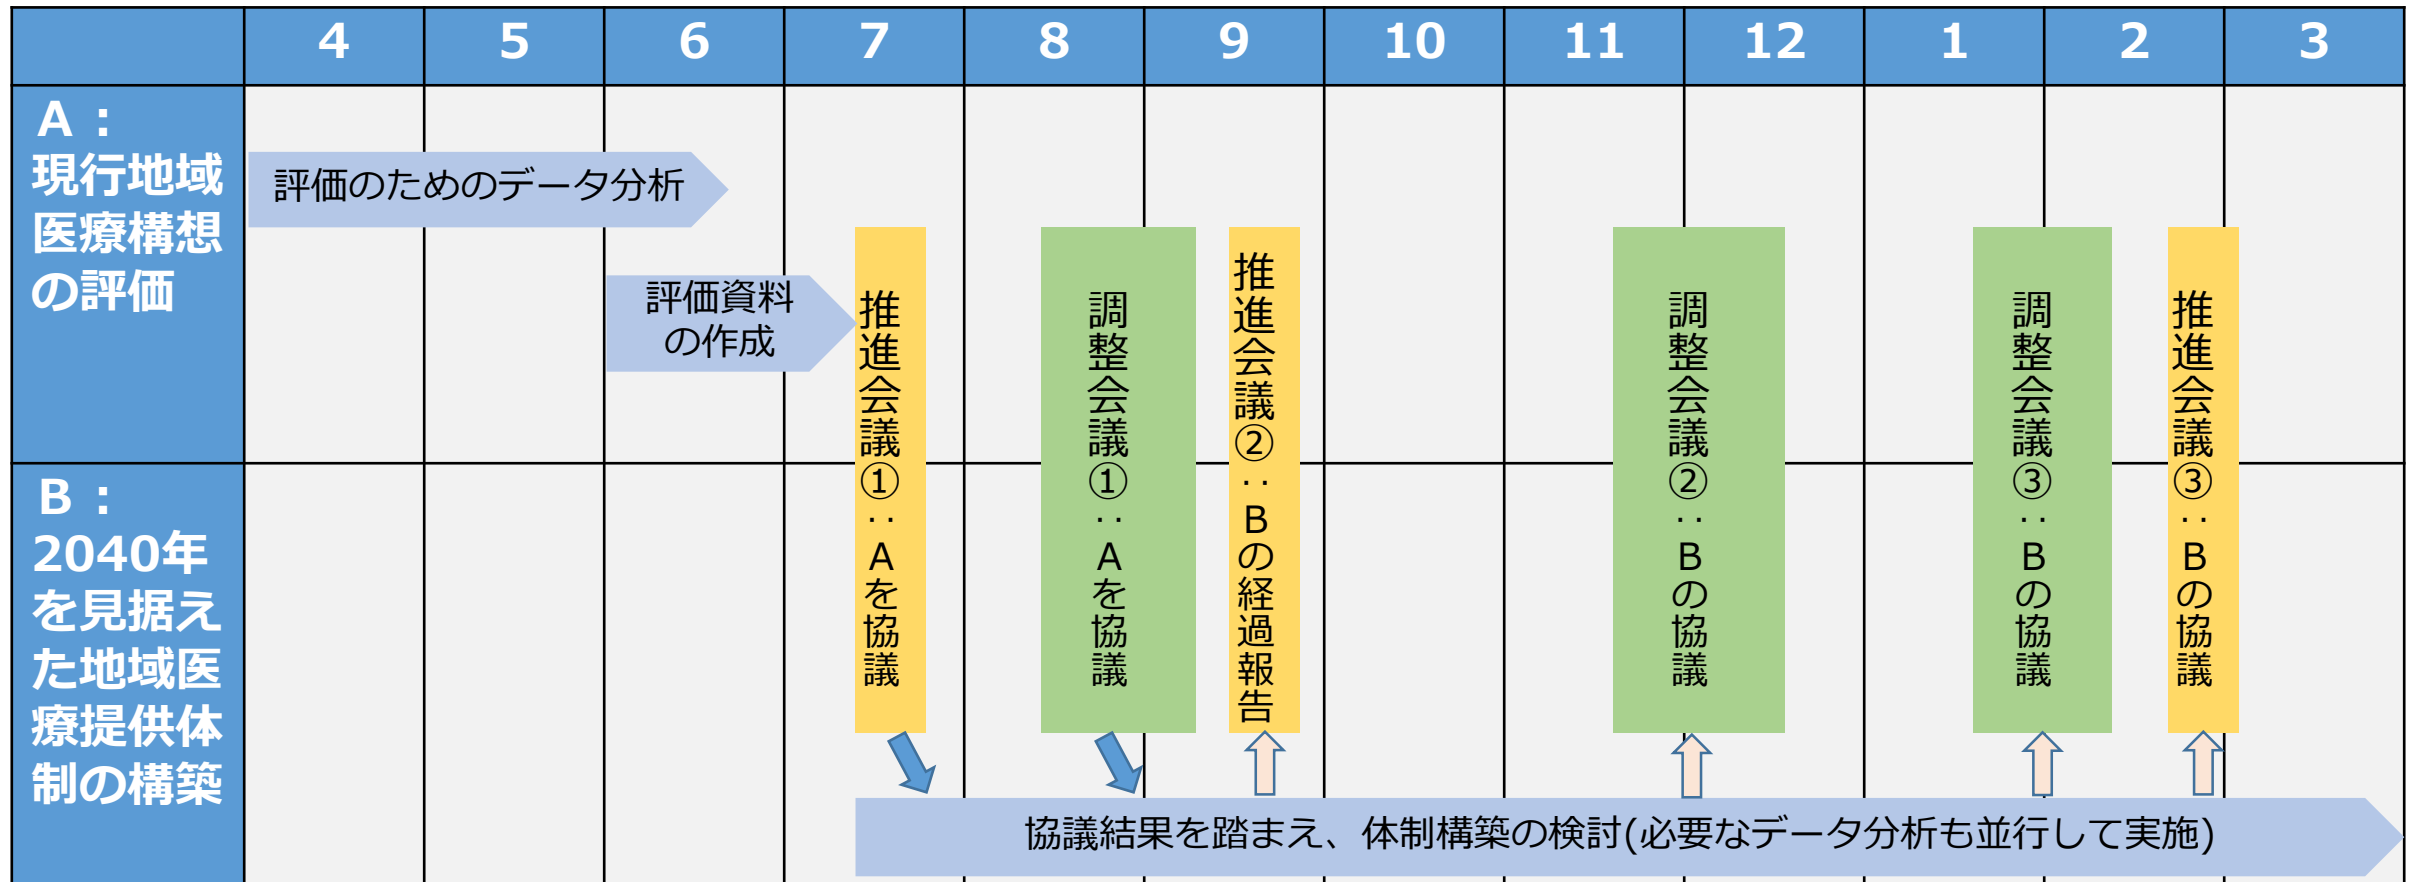 4 5 6 7 8 9 10 11 12 1 2 3
A：
現行地域
医療構想
の評価
評価のためのデータ分析
評価資料
の作成
推進会議①：Aを協議
調整会議①：Aを協議
推進会議②：Bの経過報告
調整会議②：Bの協議
調整会議③：Bの協議
推進会議③：Bの協議
B：
2040年
を見据え
た地域医
療提供体
制の構築
協議結果を踏まえ、体制構築の検討(必要なデータ分析も並行して実施)